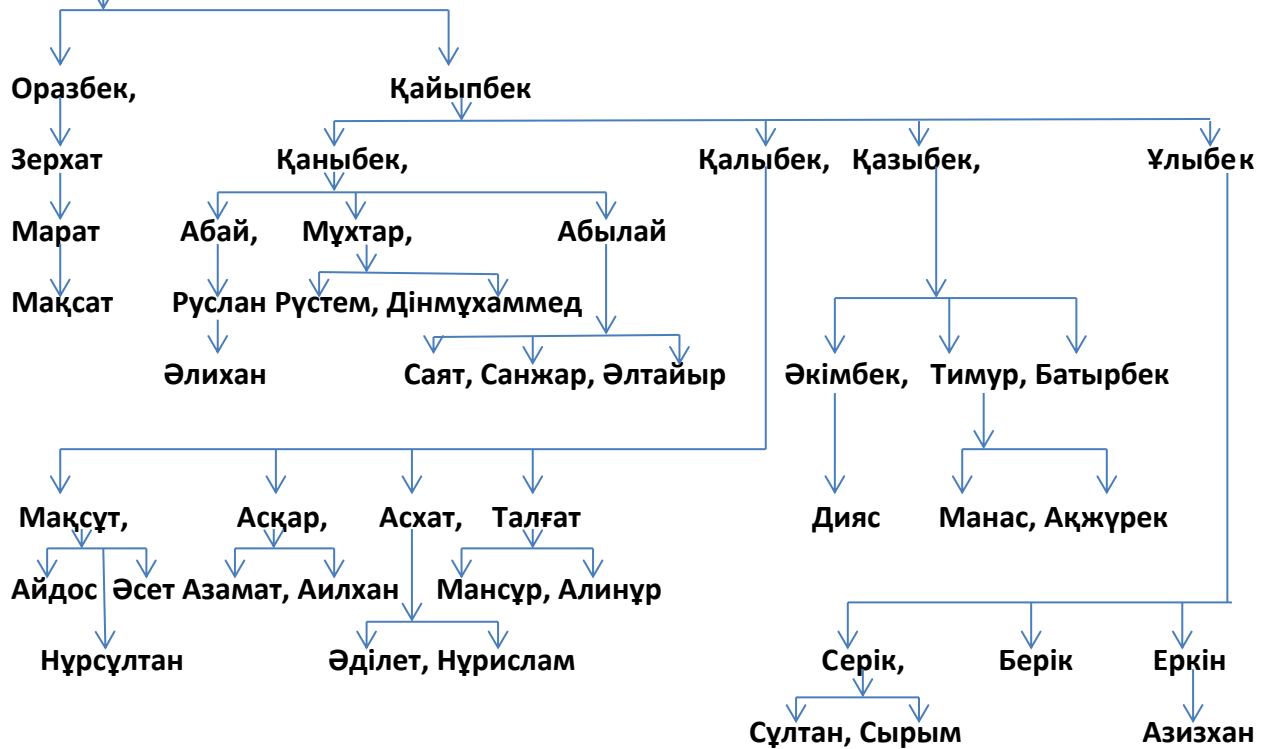 Оразбек, Қайыпбек
Зерхат Қаныбек, Қалыбек, Қазыбек, Ұлыбек
Марат Абай, Мұхтар, Абылай
Мақсат Руслан Рүстем, Дінмұхаммед
Әлихан Саят, Санжар, Әлтайыр Әкімбек, Тимур, Батырбек
Мақсұт, Асқар, Асхат, Талғат Дияс Манас, Ақжүрек
Айдос Әсет Азамат, Аилхан Мансұр, Алинұр
Нұрсұлтан Әділет, Нұрислам Серік, Берік Еркін
Сұлтан, Сырым Азизхан